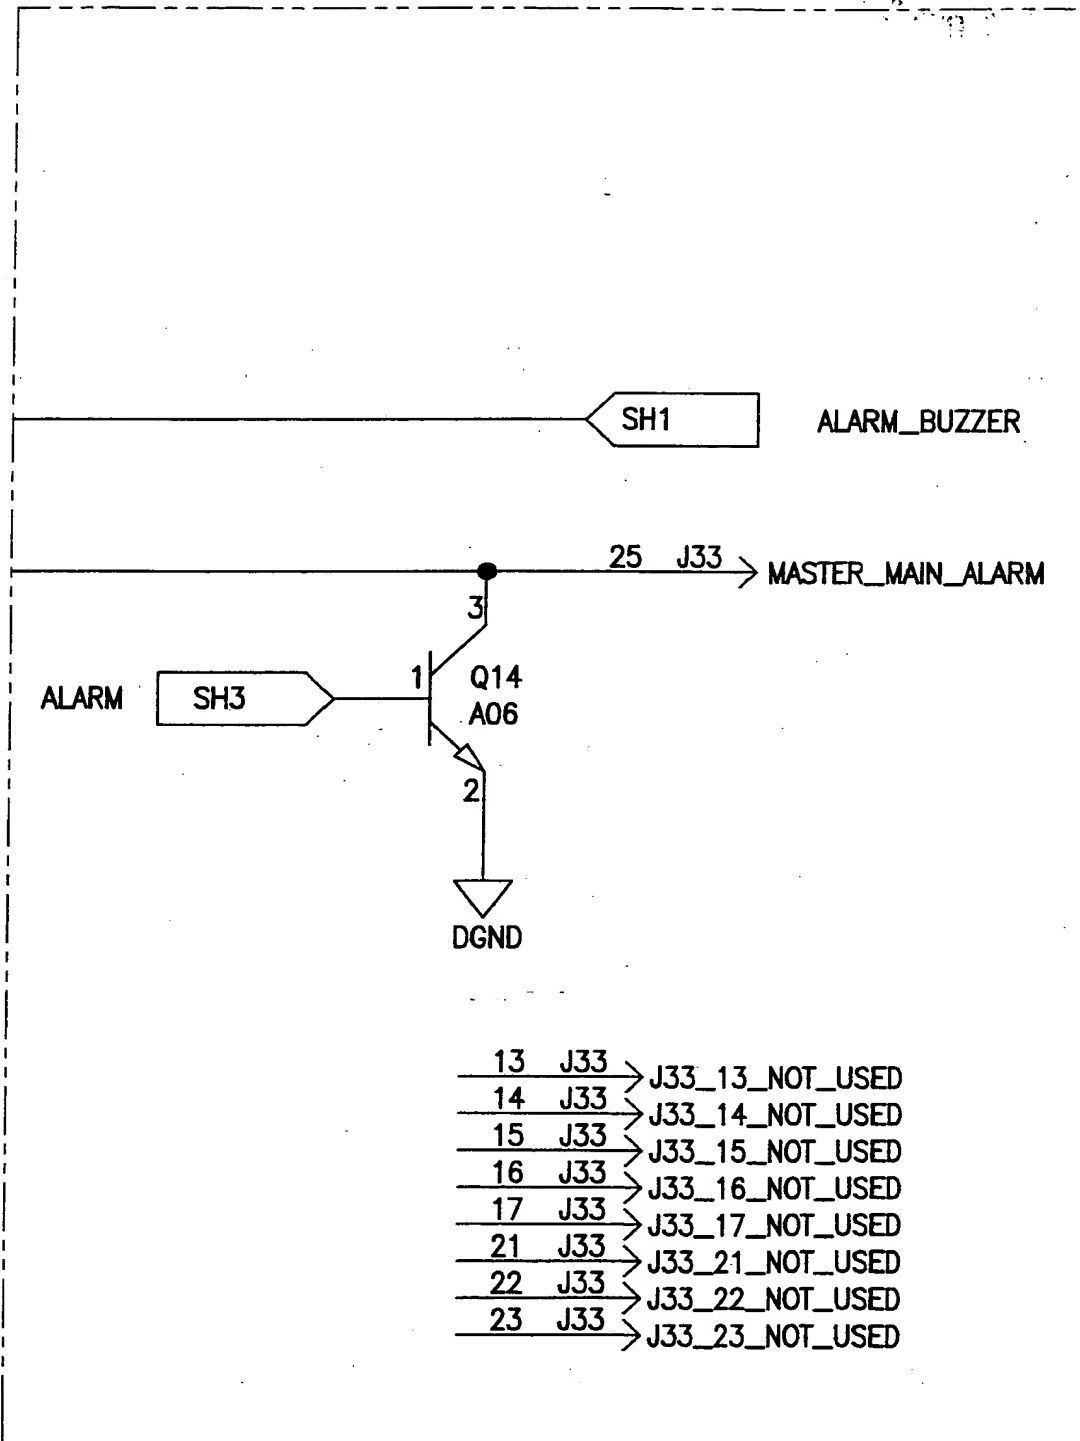 SH1 ALARM_BUZZER
25 J33 MASTER_MAIN_ALARM
3
1 Q14
ALARM SH3
A06
2
DGND
13 J33 J33_13_NOT_USED
14 J33 J33_14_NOT_USED
15 J33 J33_15_NOT_USED
16 J33 J33_16_NOT_USED
17 J33 J33_17_NOT_USED
21 J33 J33_21_NOT_USED
22 J33 J33_22_NOT_USED
23 J33 J33_23_NOT_USED